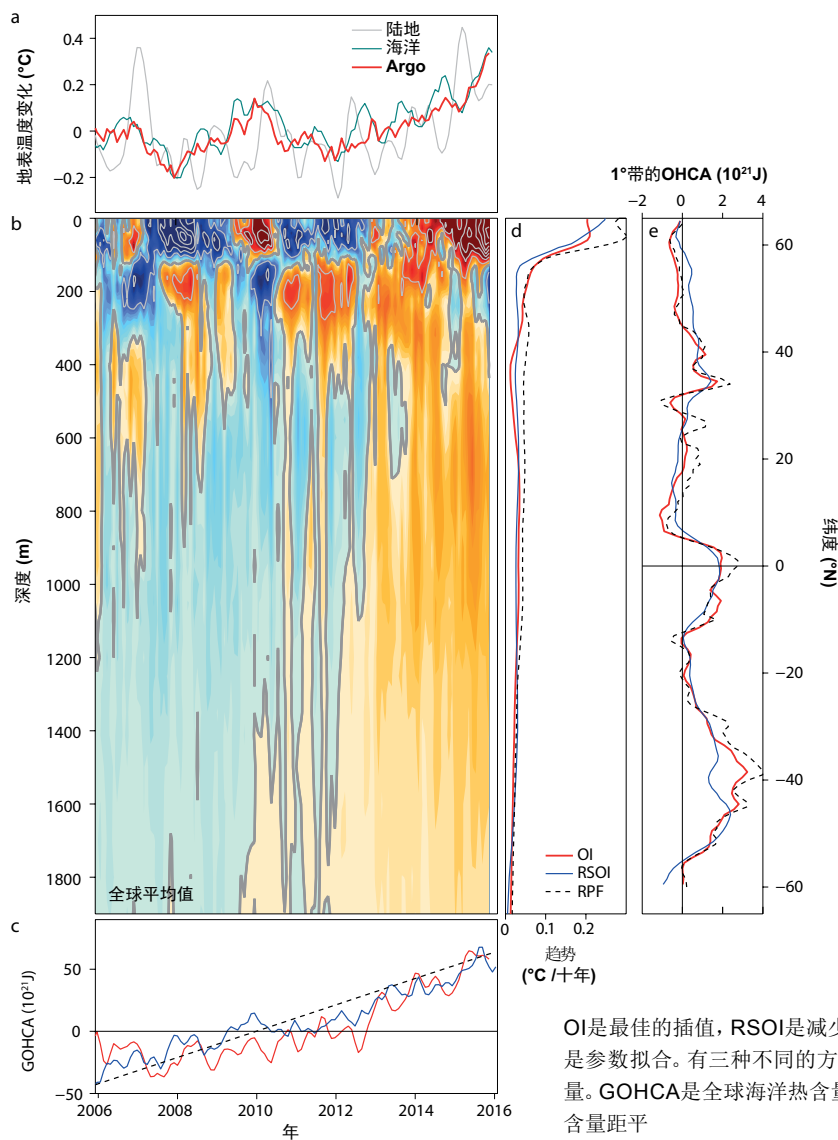 a
0.4
0.2
0
−0.2
地表温度变化 (°C)
陆地
海洋
Argo
b
0
200
400
600
800
1000
1200
1400
1600
1800
深度 (m)
全球平均值
c
50
0
−50
GOHCA (10²¹J)
2006
2008
2010
2012
2014
2016
年
d
OI
RSOI
RPF
0
0.1
0.2
趋势
(°C /十年)
1°带的OHCA (10²¹J)
−2
0
2
4
e
60
40
20
0
−20
−40
−60
纬度 (°N)
OI是最佳的插值，RSOI是减少
是参数拟合。有三种不同的方
量。GOHCA是全球海洋热含量
含量距平